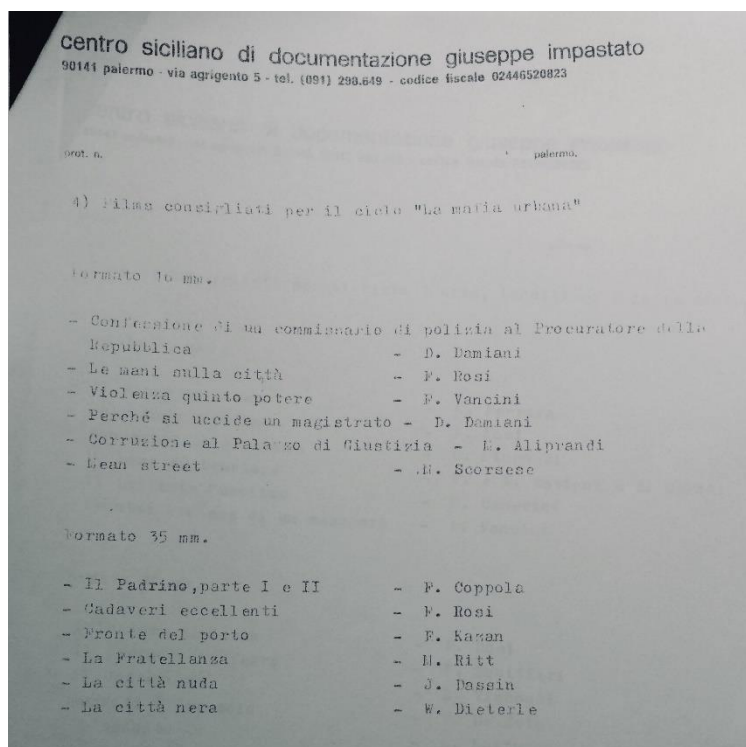 centro siciliano di documentazione giuseppe impastato
90141 palermo - via agrigento 5 - tel. (091) 298.649 - codice fiscale 02446520823
prot. n. palermo,
4) Films consigliati per il ciclo "La mafia urbana"
Formato 16 mm.
- Confessione di un commissario di polizia al Procuratore della
Repubblica - D. Damiani
- Le mani sulla città - F. Rosi
- Violenza quinto potere - F. Vancini
- Perché si uccide un magistrato - D. Damiani
- Corruzione al Palazzo di Giustizia - M. Aliprandi
- Mean street - M. Scorsese
Formato 35 mm.
- Il Padrino,parte I e II - F. Coppola
- Cadaveri eccellenti - F. Rosi
- Fronte del porto - F. Kazan
- La Fratellanza - M. Ritt
- La città nuda - J. Dassin
- La città nera - W. Dieterle